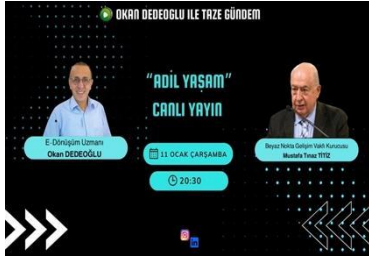 OKAN DEDEOGLU ILE TAZE GÜNDEM
"ADİL YAŞAM"
CANLI YAYIN
E-Dönüşüm Uzmanı
Okan DEDEOĞLU
11 OCAK ÇARŞAMBA
20:30
Beyaz Nokta Gelişim Vakfı Kurucusu
Mustafa Tınaz TİTİZ